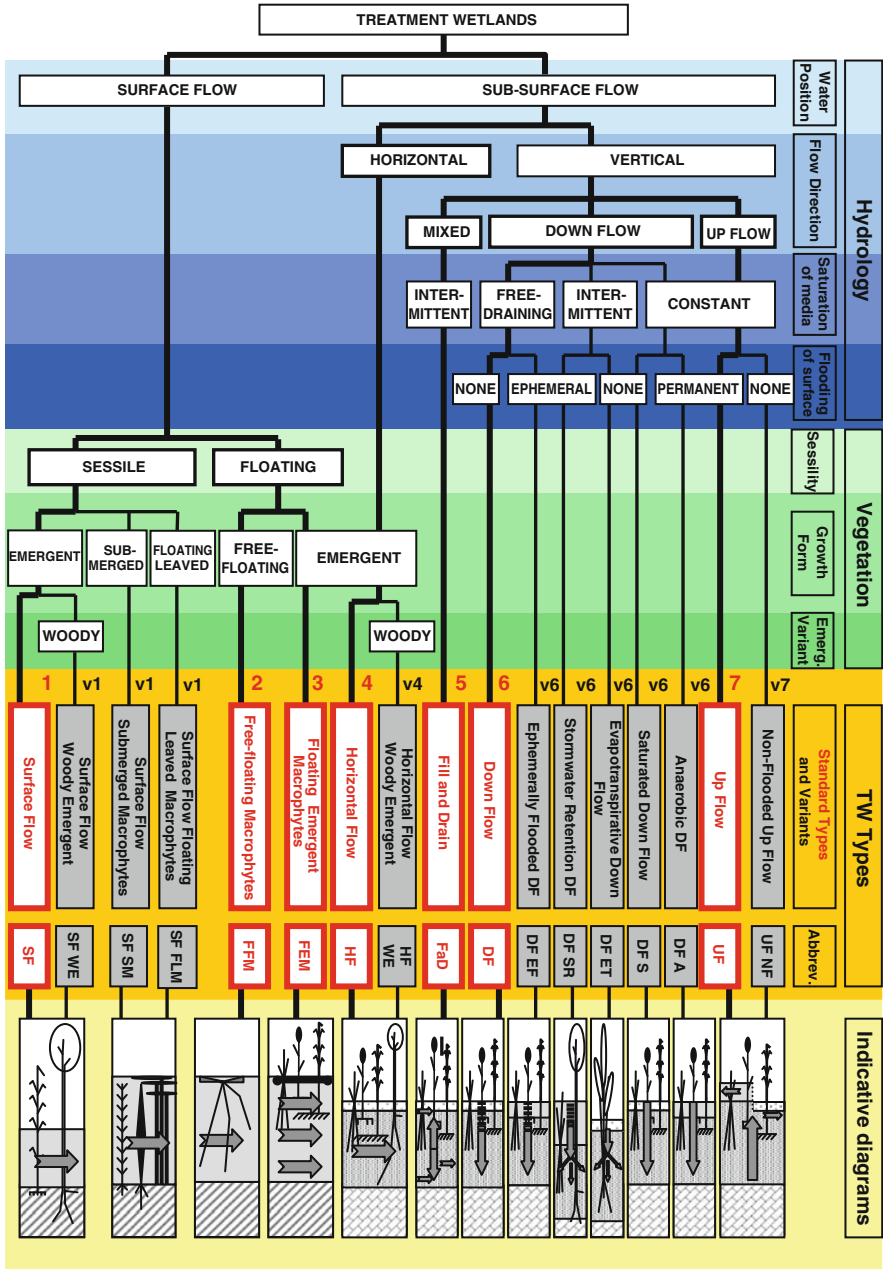 TREATMENT WETLANDS
SURFACE FLOW
SUB-SURFACE FLOW
Water
Position
HORIZONTAL
VERTICAL
Flow Direction
Hydrology
MIXED
DOWN FLOW
UP FLOW
INTER-
MITTENT
FREE-
DRAINING
INTER-
MITTENT
CONSTANT
Saturation
of media
NONE
EPHEMERAL
NONE
PERMANENT
NONE
Flooding
of surface
SESSILE
FLOATING
Sessility
EMERGENT
SUB-
MERGED
FLOATING
LEAVED
FREE-
FLOATING
EMERGENT
Growth
Form
Vegetation
WOODY
WOODY
Emerg.
Variant
1
v1
v1
v1
2
3
4
v4
5
6
v6
v6
v6
v6
v6
7
v7
Surface Flow
Surface Flow
Woody Emergent
Surface Flow
Submerged Macrophytes
Surface Flow Floating
Leaved Macrophytes
Free-floating Macrophytes
Floating Emergent
Macrophytes
Horizontal Flow
Horizontal Flow
Woody Emergent
Fill and Drain
Down Flow
Ephemerally Flooded DF
Stormwater Retention DF
Evapotranspirative Down
Flow
Saturated Down Flow
Anaerobic DF
Up Flow
Non-Flooded Up Flow
Standard Types
and Variants
TW Types
SF
SF WE
SF SM
SF FLM
FFM
FEM
HF
HF
WE
FaD
DF
DF EF
DF SR
DF ET
DF S
DF A
UF
UF NF
Abbrev.
Indicative diagrams